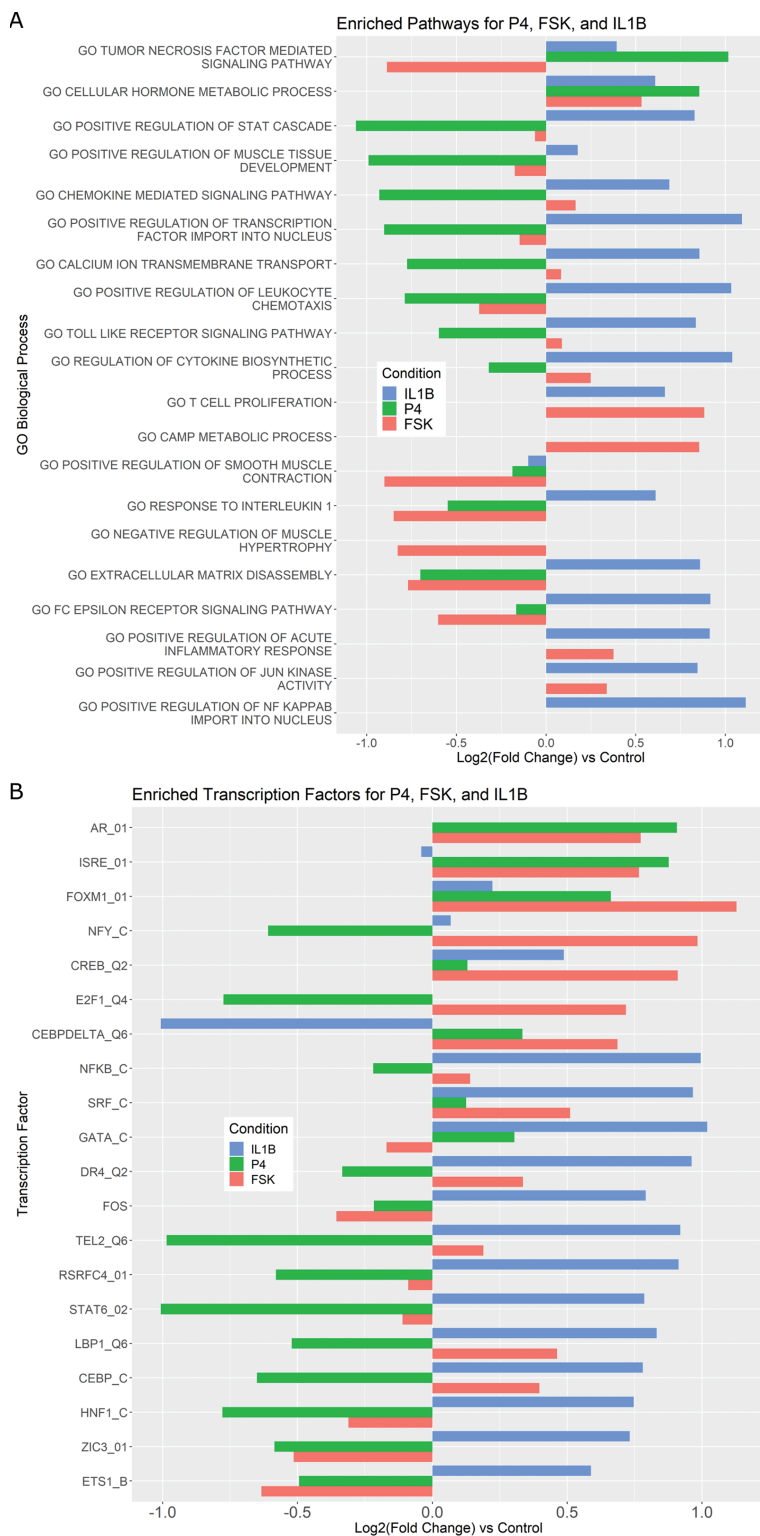 A
Enriched Pathways for P4, FSK, and IL1B
GO Biological Process
GO TUMOR NECROSIS FACTOR MEDIATED
SIGNALING PATHWAY
GO CELLULAR HORMONE METABOLIC PROCESS
GO POSITIVE REGULATION OF STAT CASCADE
GO POSITIVE REGULATION OF MUSCLE TISSUE
DEVELOPMENT
GO CHEMOKINE MEDIATED SIGNALING PATHWAY
GO POSITIVE REGULATION OF TRANSCRIPTION
FACTOR IMPORT INTO NUCLEUS
GO CALCIUM ION TRANSMEMBRANE TRANSPORT
GO POSITIVE REGULATION OF LEUKOCYTE
CHEMOTAXIS
GO TOLL LIKE RECEPTOR SIGNALING PATHWAY
GO REGULATION OF CYTOKINE BIOSYNTHETIC
PROCESS
GO T CELL PROLIFERATION
GO CAMP METABOLIC PROCESS
GO POSITIVE REGULATION OF SMOOTH MUSCLE
CONTRACTION
GO RESPONSE TO INTERLEUKIN 1
GO NEGATIVE REGULATION OF MUSCLE
HYPERTROPHY
GO EXTRACELLULAR MATRIX DISASSEMBLY
GO FC EPSILON RECEPTOR SIGNALING PATHWAY
GO POSITIVE REGULATION OF ACUTE
INFLAMMATORY RESPONSE
GO POSITIVE REGULATION OF JUN KINASE
ACTIVITY
GO POSITIVE REGULATION OF NF KAPPAB
IMPORT INTO NUCLEUS
Condition
IL1B
P4
FSK
-1.0 -0.5 0.0 0.5 1.0
Log2(Fold Change) vs Control
B
Enriched Transcription Factors for P4, FSK, and IL1B
Transcription Factor
AR_01
ISRE_01
FOXM1_01
NFY_C
CREB_Q2
E2F1_Q4
CEBPDELTA_Q6
NFKB_C
SRF_C
GATA_C
DR4_Q2
FOS
TEL2_Q6
RSRFC4_01
STAT6_02
LBP1_Q6
CEBP_C
HNF1_C
ZIC3_01
ETS1_B
Condition
IL1B
P4
FSK
-1.0 -0.5 0.0 0.5 1.0
Log2(Fold Change) vs Control